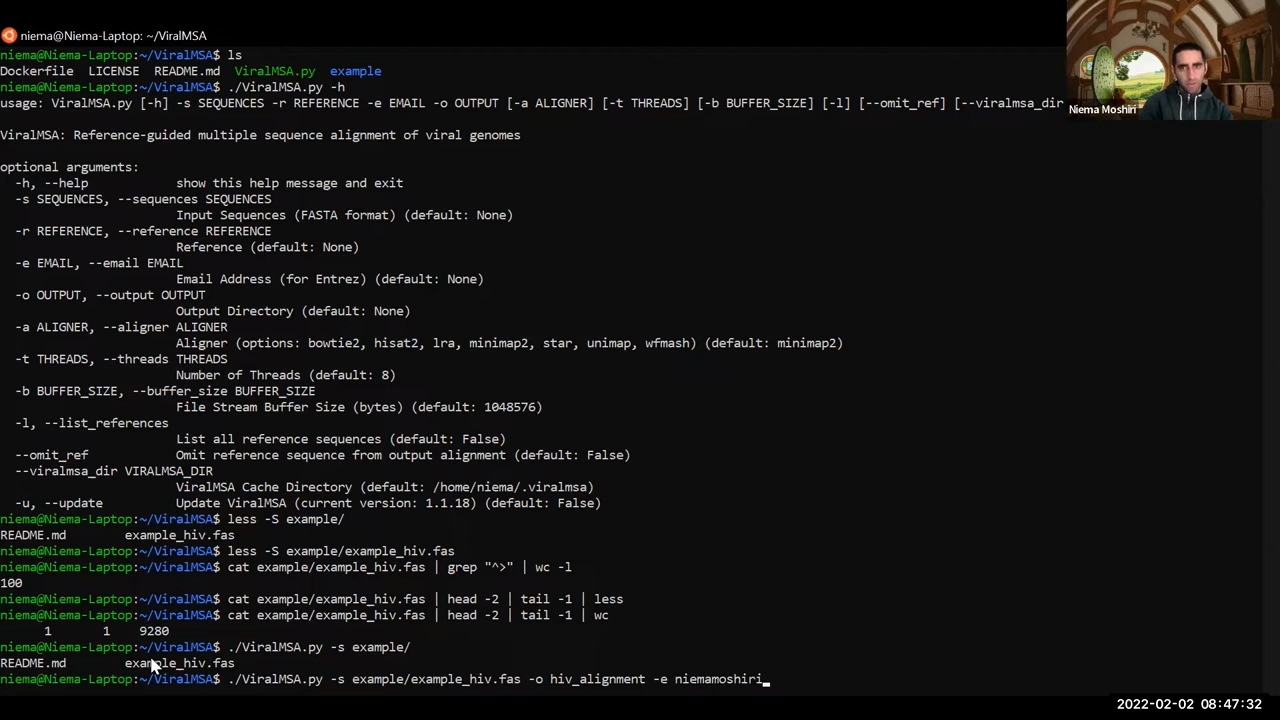 niema@Niema-Laptop: ~/ViralMSA
niema@Niema-Laptop:~/ViralMSA$ ls
Dockerfile  LICENSE  README.md  ViralMSA.py  example
niema@Niema-Laptop:~/ViralMSA$ ./ViralMSA.py -h
usage: ViralMSA.py [-h] -s SEQUENCES -r REFERENCE -e EMAIL -o OUTPUT [-a ALIGNER] [-t THREADS] [-b BUFFER_SIZE] [-l] [--omit_ref] [--viralmsa_dir
Niema Moshiri
ViralMSA: Reference-guided multiple sequence alignment of viral genomes
optional arguments:
-h, --help            show this help message and exit
-s SEQUENCES, --sequences SEQUENCES
Input Sequences (FASTA format) (default: None)
-r REFERENCE, --reference REFERENCE
Reference (default: None)
-e EMAIL, --email EMAIL
Email Address (for Entrez) (default: None)
-o OUTPUT, --output OUTPUT
Output Directory (default: None)
-a ALIGNER, --aligner ALIGNER
Aligner (options: bowtie2, hisat2, lra, minimap2, star, unimap, wfmash) (default: minimap2)
-t THREADS, --threads THREADS
Number of Threads (default: 8)
-b BUFFER_SIZE, --buffer_size BUFFER_SIZE
File Stream Buffer Size (bytes) (default: 1048576)
-l, --list_references
List all reference sequences (default: False)
--omit_ref            Omit reference sequence from output alignment (default: False)
--viralmsa_dir VIRALMSA_DIR
ViralMSA Cache Directory (default: /home/niema/.viralmsa)
-u, --update          Update ViralMSA (current version: 1.1.18) (default: False)
niema@Niema-Laptop:~/ViralMSA$ less -S example/
README.md        example_hiv.fas
niema@Niema-Laptop:~/ViralMSA$ less -S example/example_hiv.fas
niema@Niema-Laptop:~/ViralMSA$ cat example/example_hiv.fas | grep "^>" | wc -l
100
niema@Niema-Laptop:~/ViralMSA$ cat example/example_hiv.fas | head -2 | tail -1 | less
niema@Niema-Laptop:~/ViralMSA$ cat example/example_hiv.fas | head -2 | tail -1 | wc
1       1    9280
niema@Niema-Laptop:~/ViralMSA$ ./ViralMSA.py -s example/
README.md        example_hiv.fas
niema@Niema-Laptop:~/ViralMSA$ ./ViralMSA.py -s example/example_hiv.fas -o hiv_alignment -e niemamoshiri
2022-02-02 08:47:32